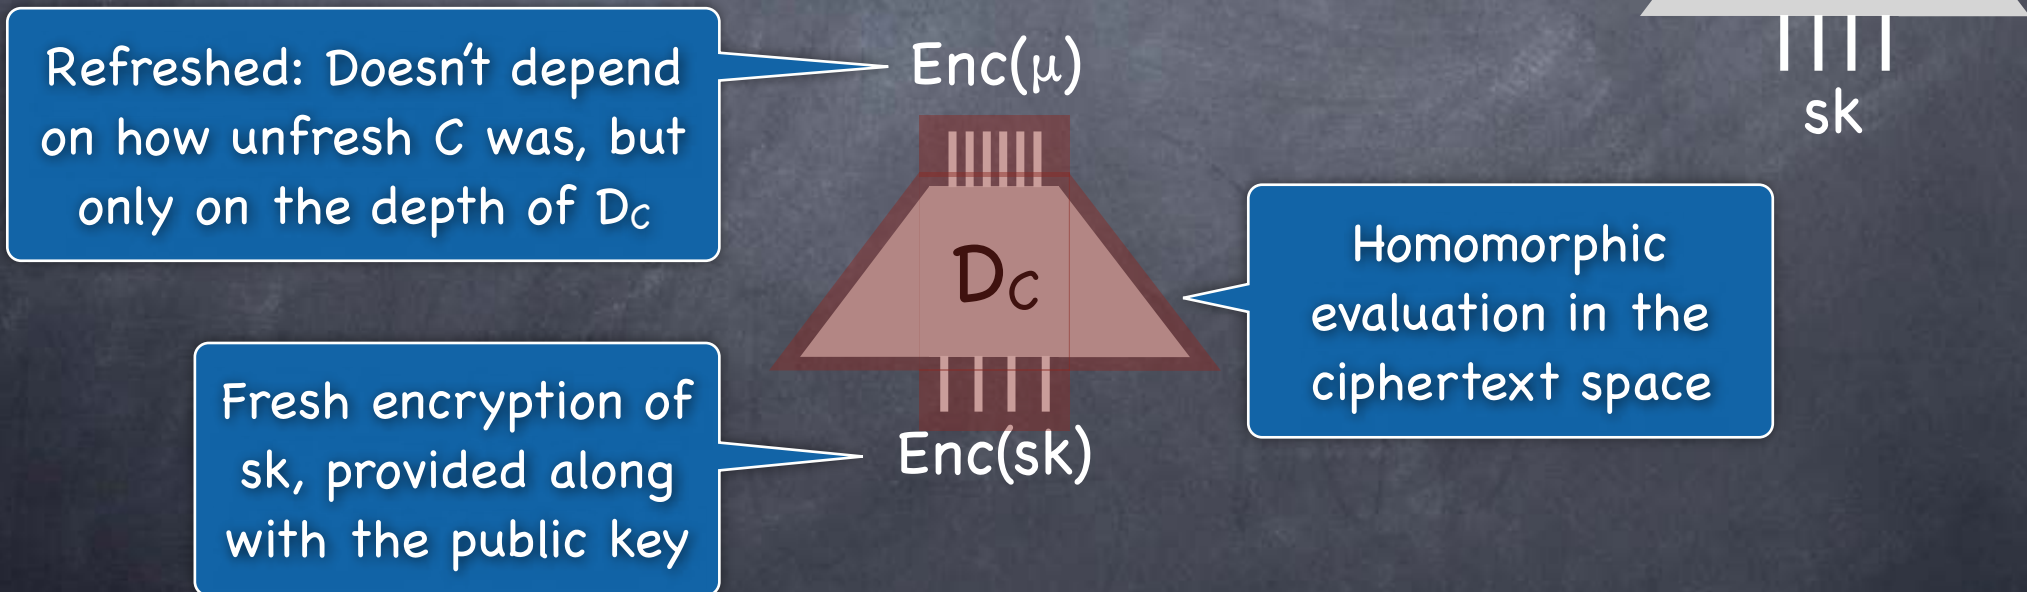 Refreshed: Doesn't depend
on how unfresh C was, but
only on the depth of DC
Enc(μ)
sk
DC
Homomorphic
evaluation in the
ciphertext space
Fresh encryption of
sk, provided along
with the public key
Enc(sk)